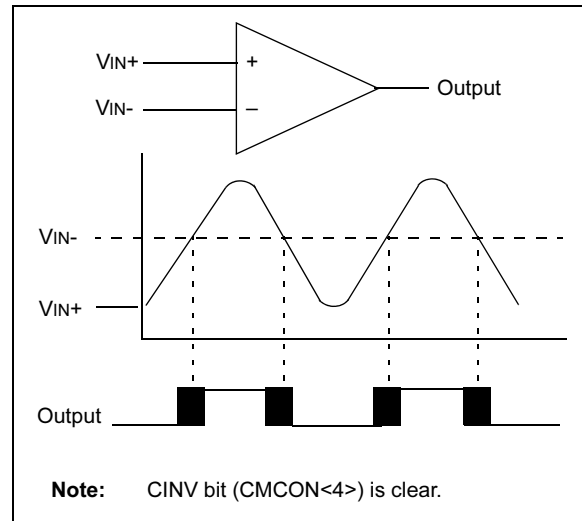 VIN+
+
Output
VIN-
–
VIN-
VIN+
Output
Note: CINV bit (CMCON<4>) is clear.